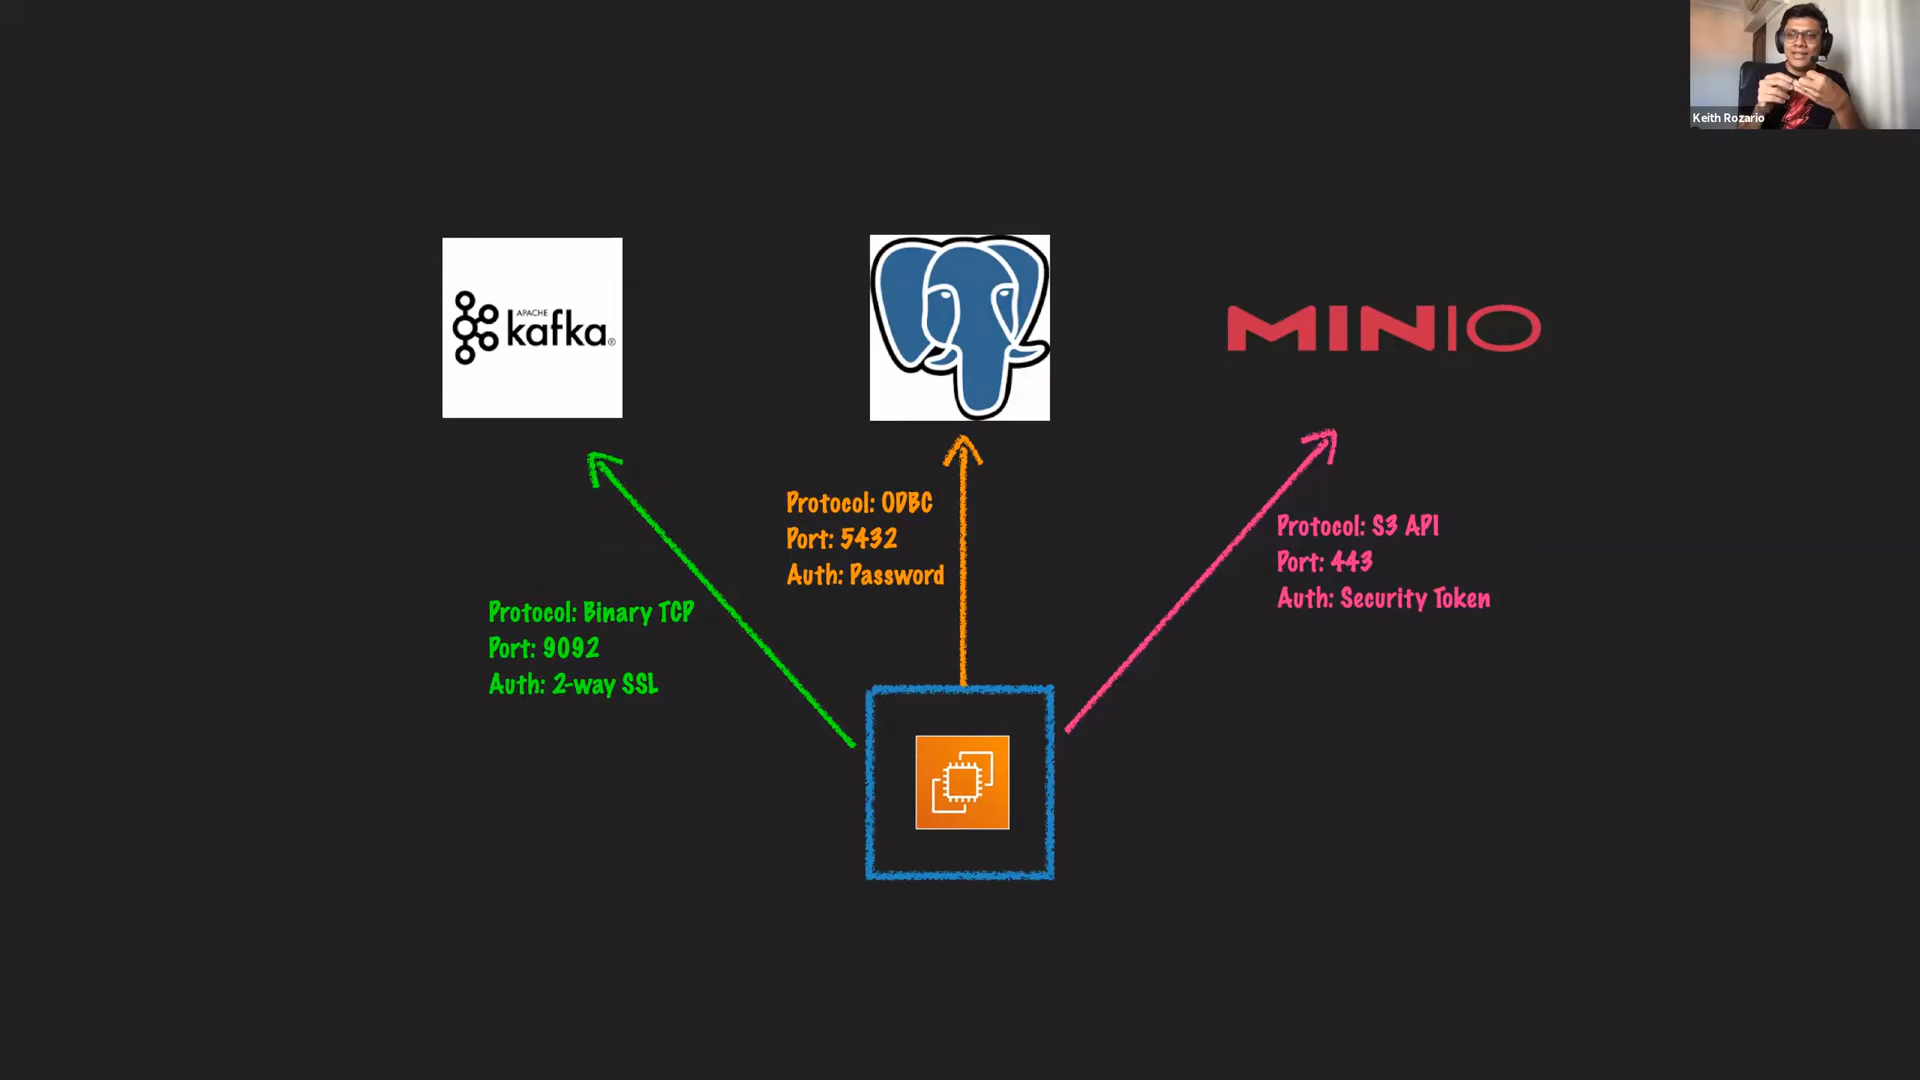 Keith Rozario
APACHE
kafka®
MINIO
Protocol: ODBC
Port: 5432
Auth: Password
Protocol: S3 API
Port: 443
Auth: Security Token
Protocol: Binary TCP
Port: 9092
Auth: 2-way SSL